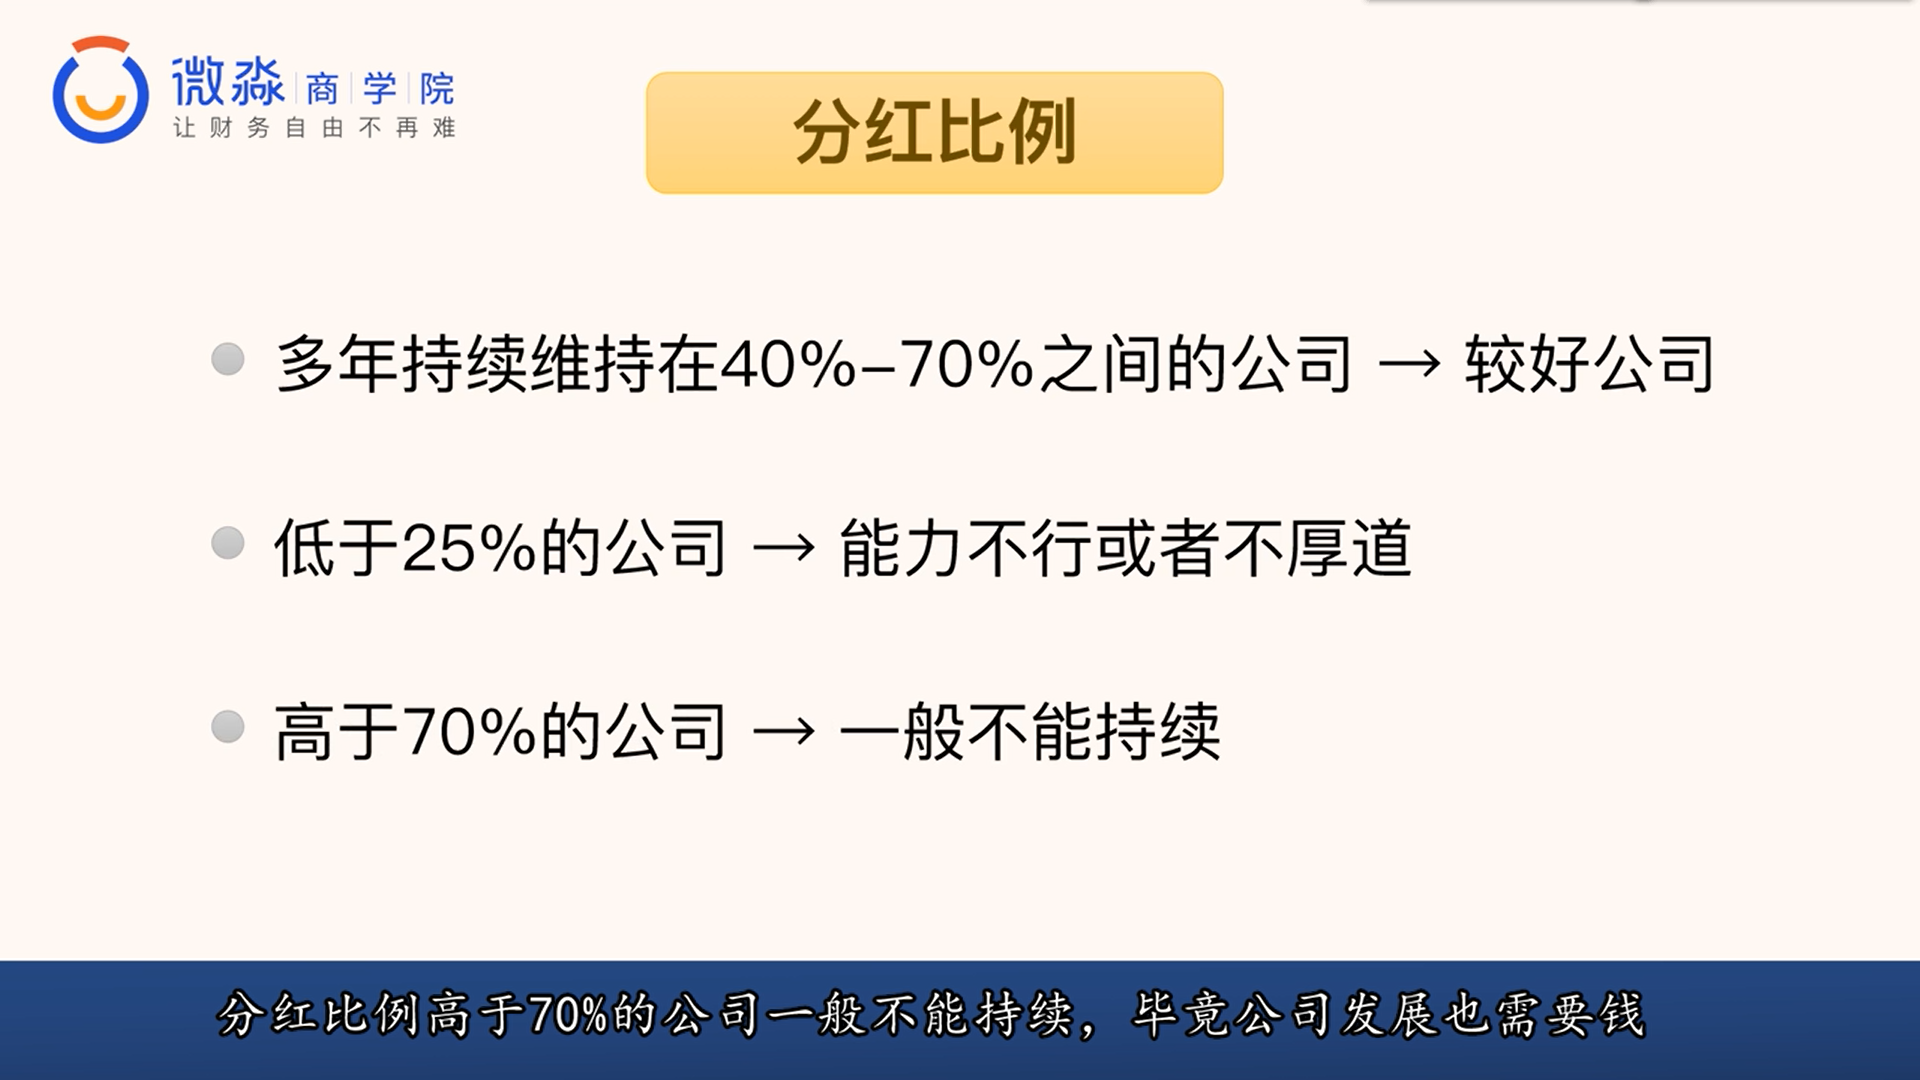 微淼商学院
让财务自由不再难
分红比例
多年持续维持在40%-70%之间的公司 → 较好公司
低于25%的公司 → 能力不行或者不厚道
高于70%的公司 → 一般不能持续
分红比例高于70%的公司一般不能持续，毕竟公司发展也需要钱